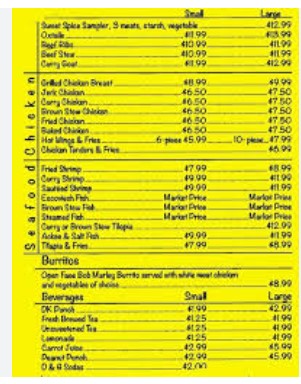 Small Large
Sweet Spice Sampler, 3 meats, starch, vegetable 12.99
Oxtails 11.99 13.99
Beef Ribs 10.99 11.99
Beef Stew 10.99 11.99
Curry Goat 11.99 12.99
Chicken
Grilled Chicken Breast 8.99 9.99
Jerk Chicken 6.50 7.50
Curry Chicken 6.50 7.50
Brown Stew Chicken 6.50 7.50
Fried Chicken 6.50 7.50
Baked Chicken 6.50 7.50
Hot Wings & Fries 6-piece 5.99 10-piece 7.99
Chicken Tenders & Fries 6.99
Seafood
Fried Shrimp 7.99 8.99
Curry Shrimp 9.99 11.99
Sauteed Shrimp 9.99 11.99
Escoveitch Fish Market Price Market Price
Brown Stew Fish Market Price Market Price
Steamed Fish Market Price Market Price
Curry or Brown Stew Tilapia 12.99
Ackee & Salt Fish 9.99 11.99
Tilapia & Fries 7.99 8.99
Burritos
Open Face Bob Marley Burrito served with white meat chicken
and vegetables of choice 8.99
Beverages Small Large
DK Punch 1.99 2.99
Fresh Brewed Tea 1.25 1.99
Unsweetened Tea 1.25 1.99
Lemonade 1.25 1.99
Carrot Juice 2.99 5.99
Peanut Punch 2.99 5.99
D & G Sodas 2.00